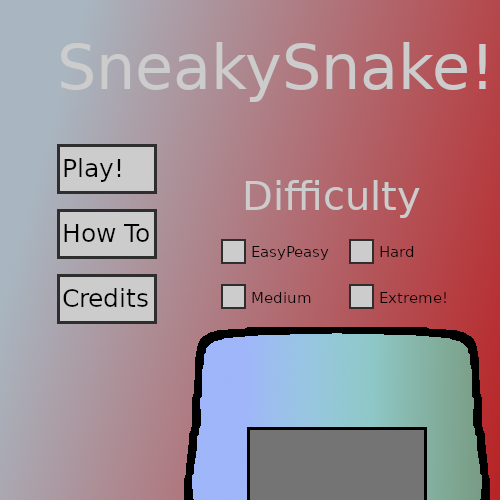 SneakySnake!
Play!
How To
Credits
Difficulty
EasyPeasy
Hard
Medium
Extreme!